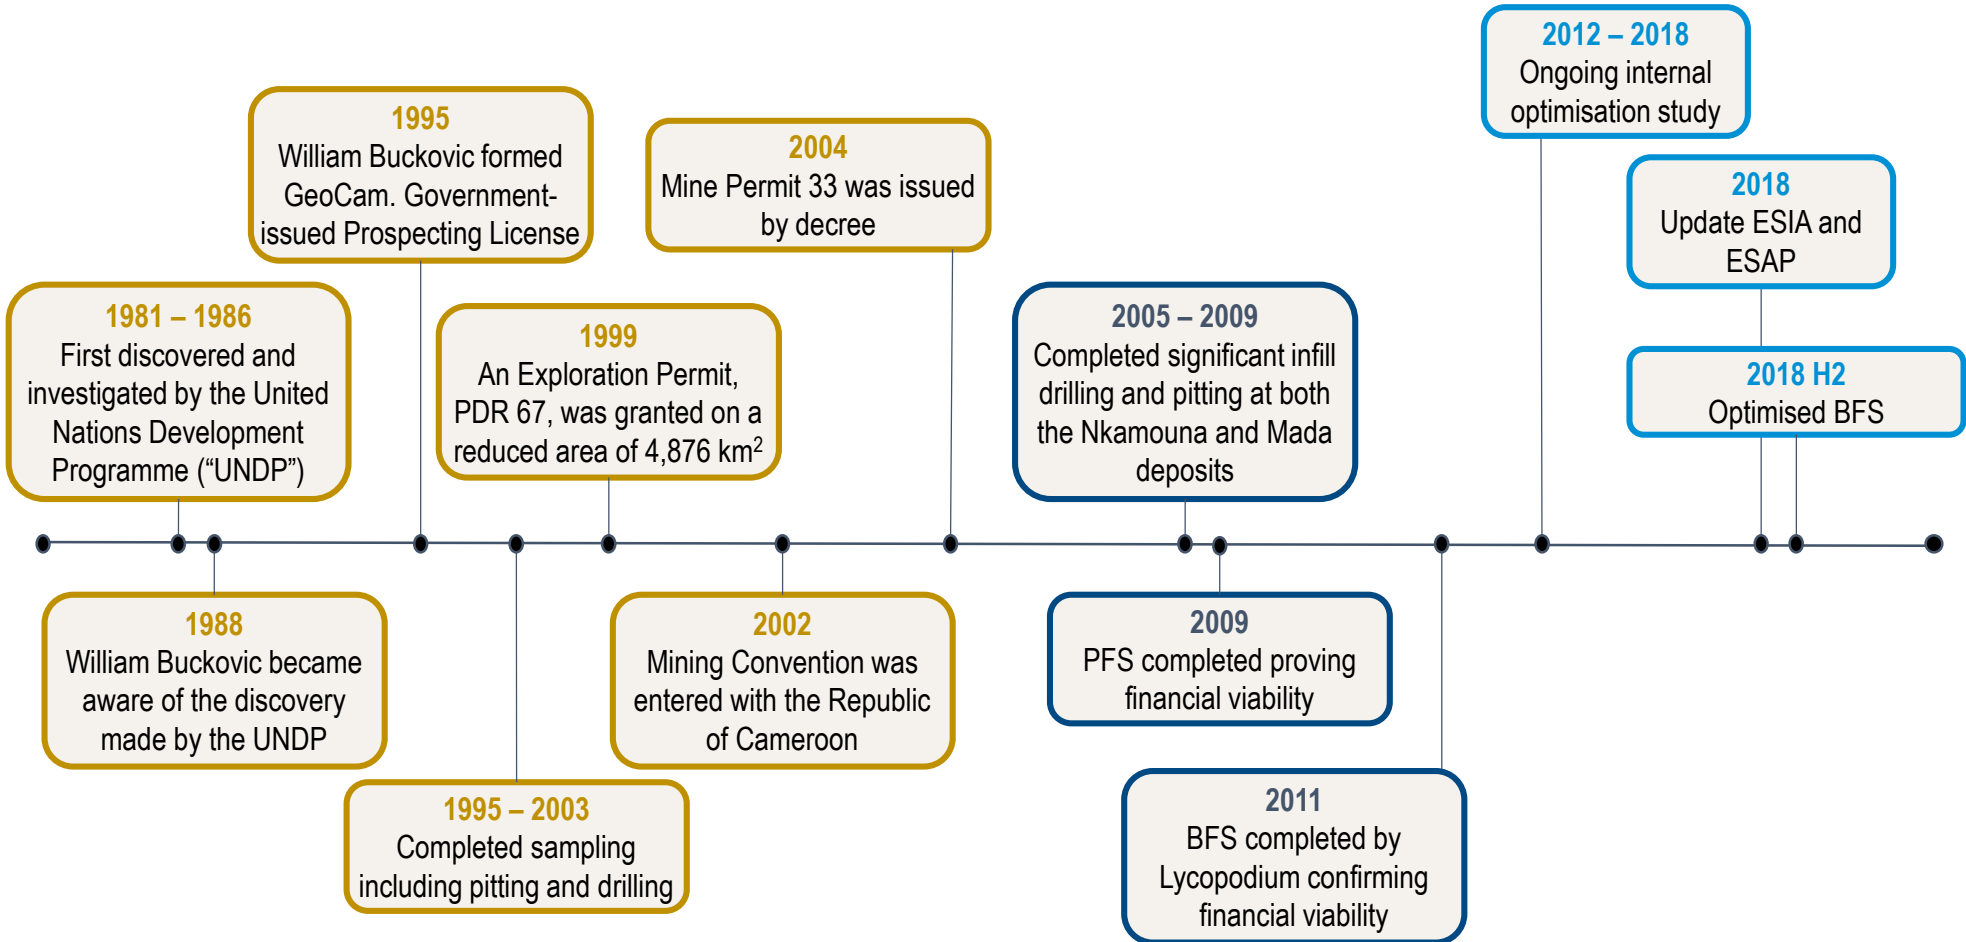 1981 – 1986
First discovered and
investigated by the United
Nations Development
Programme (“UNDP”)
1988
William Buckovic became
aware of the discovery
made by the UNDP
1995
William Buckovic formed
GeoCam. Government-
issued Prospecting License
1995 – 2003
Completed sampling
including pitting and drilling
1999
An Exploration Permit,
PDR 67, was granted on a
reduced area of 4,876 km²
2002
Mining Convention was
entered with the Republic
of Cameroon
2004
Mine Permit 33 was issued
by decree
2005 – 2009
Completed significant infill
drilling and pitting at both
the Nkamouna and Mada
deposits
2009
PFS completed proving
financial viability
2011
BFS completed by
Lycopodium confirming
financial viability
2012 – 2018
Ongoing internal
optimisation study
2018
Update ESIA and
ESAP
2018 H2
Optimised BFS